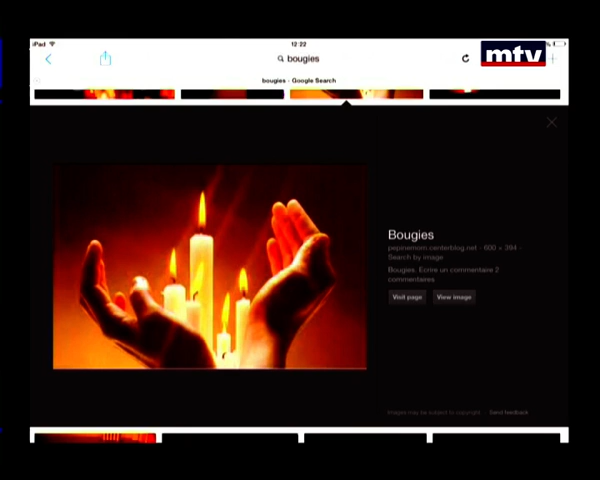 iPad
12:22
bougies
mtv
bougies - Google Search
Bougies
pepinemom.centerblog.net - 600 × 394 -
Search by image
Bougies. Ecrire un commentaire 2
commentaires
Visit page
View image
Images may be subject to copyright.
Send feedback